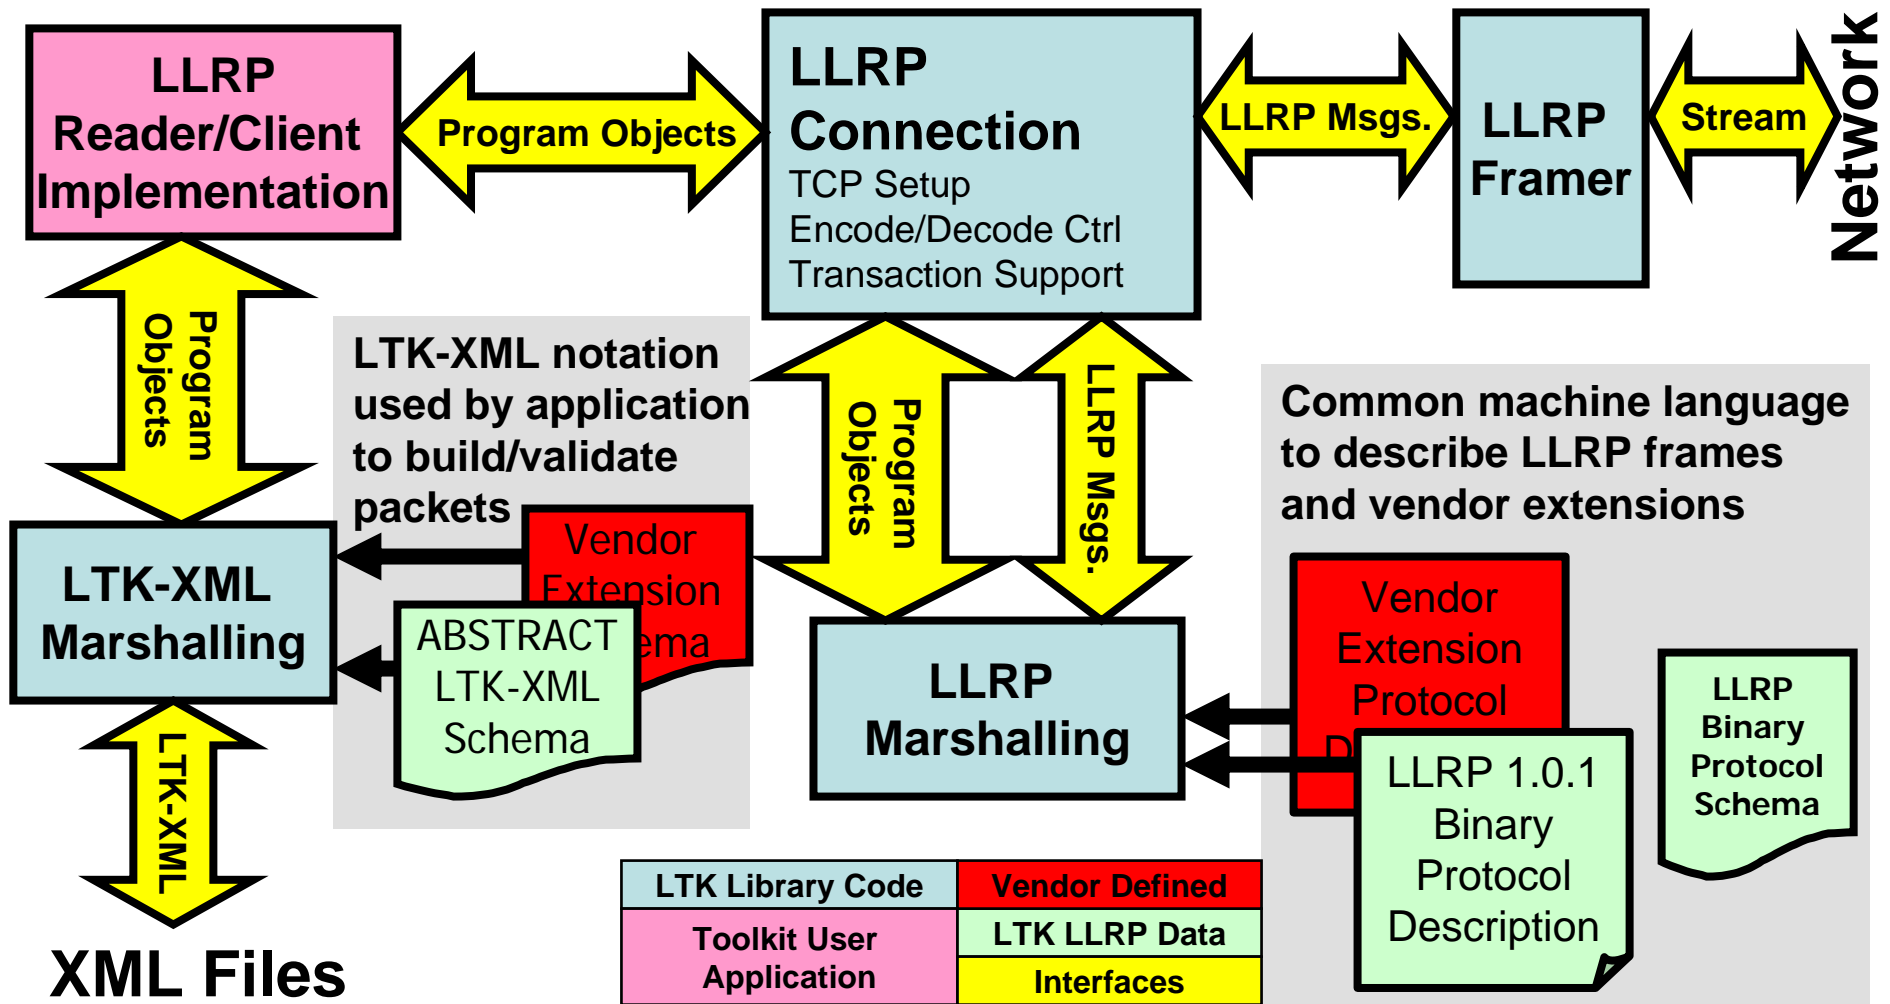 LLRP
Reader/Client
Implementation
Program Objects
LLRP
Connection
TCP Setup
Encode/Decode Ctrl
Transaction Support
LLRP Msgs.
LLRP
Framer
Stream
Network
Program
Objects
LTK-XML notation
used by application
to build/validate
packets
Program
Objects
LLRP Msgs.
Common machine language
to describe LLRP frames
and vendor extensions
LTK-XML
Marshalling
Vendor
Extension
ema
ABSTRACT
LTK-XML
Schema
LLRP
Marshalling
Vendor
Extension
Protocol
D
LLRP 1.0.1
Binary
Protocol
Description
LLRP
Binary
Protocol
Schema
LTK-XML
XML Files
LTK Library Code
Vendor Defined
Toolkit User
Application
LTK LLRP Data
Interfaces